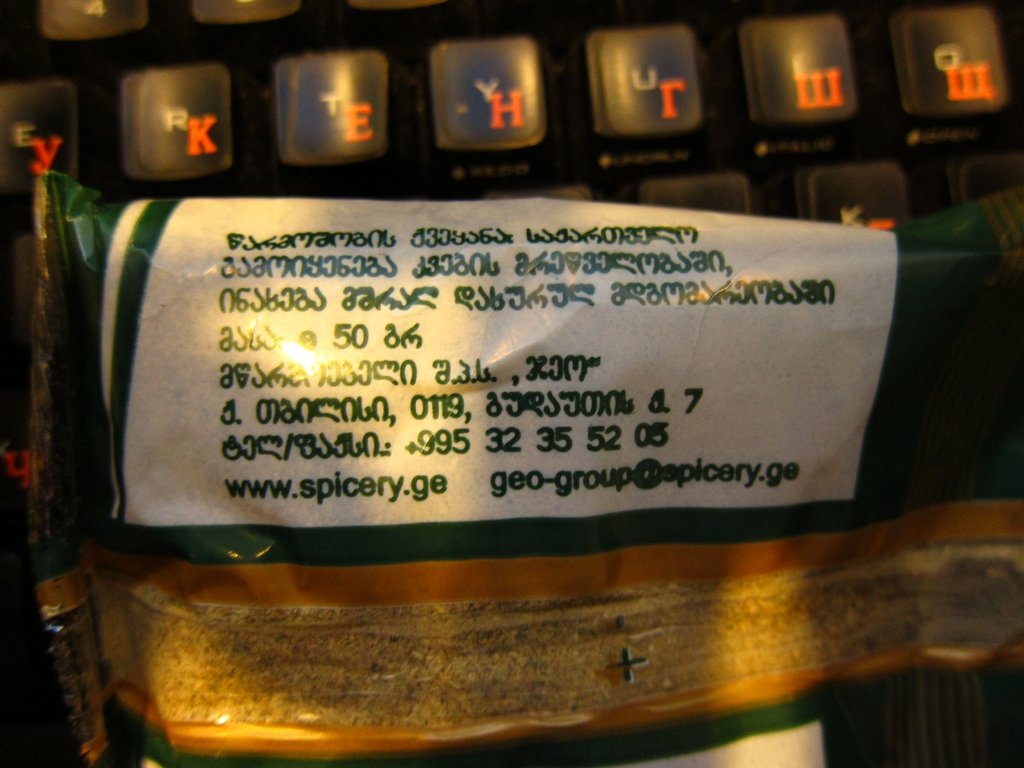 R К T Е Y Н U Г Ш O Щ
E У
წარმოშობის ქვეყანა: საქართველო
გამოიყენება კვების მრეწველობაში,
ინახება მშრალ დახურულ მდგომარეობაში
მასა: 50 გრ
მწარმოებელი შ.პ.ს. „ჯეო“
ქ. თბილისი, 0119, გუდაუთის ქ. 7
ტელ/ფაქსი.: +995 32 35 52 05
www.spicery.ge geo-group@spicery.ge